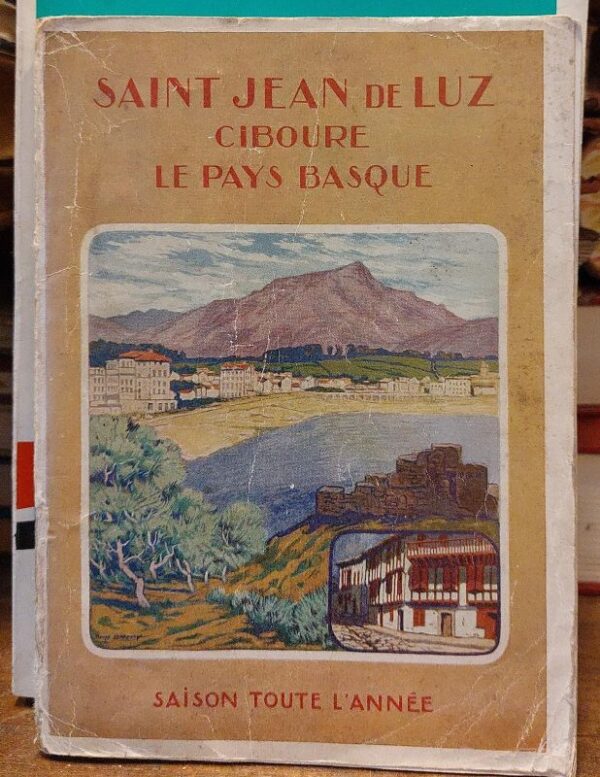 SAINT JEAN DE LUZ
CIBOURE
LE PAYS BASQUE
SAISON TOUTE L'ANNÉE